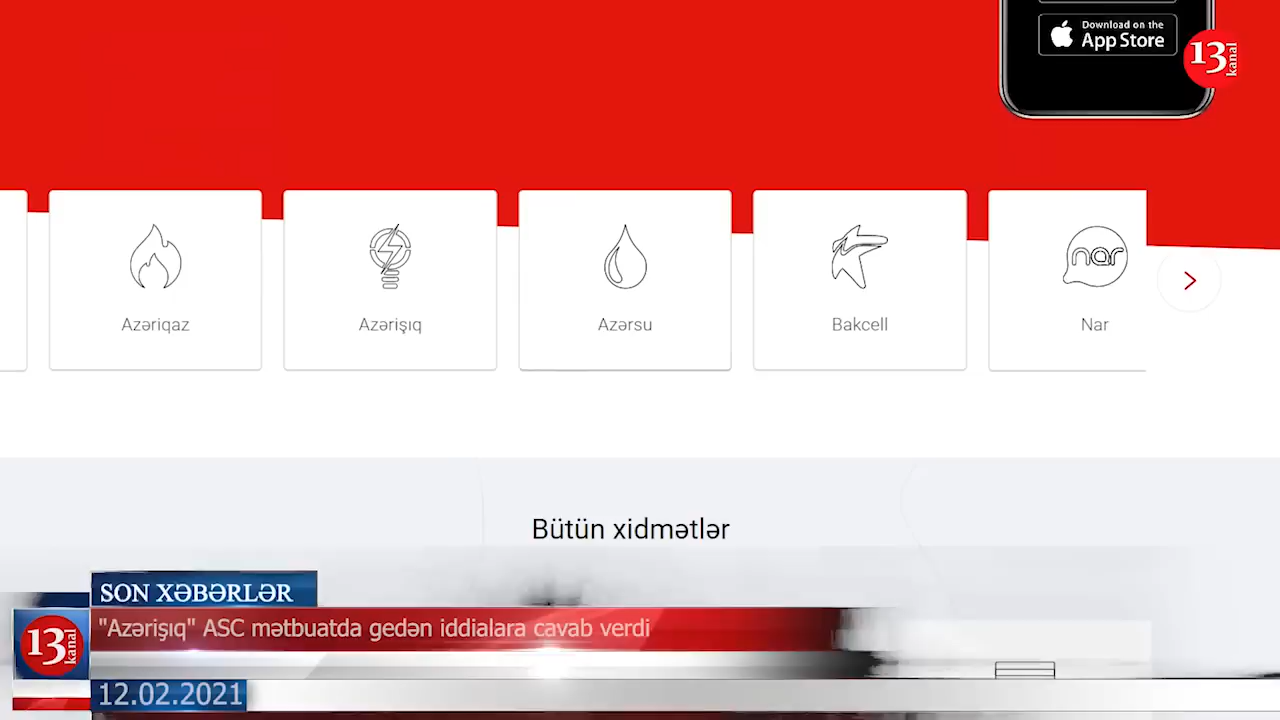 Download on the
App Store
13 kanal
nar
Azəriqaz
Azərişıq
Azərsu
Bakcell
Nar
Bütün xidmətlər
SON XƏBƏRLƏR
"Azərişıq" ASC mətbuatda gedən iddialara cavab verdi
13 kanal
12.02.2021